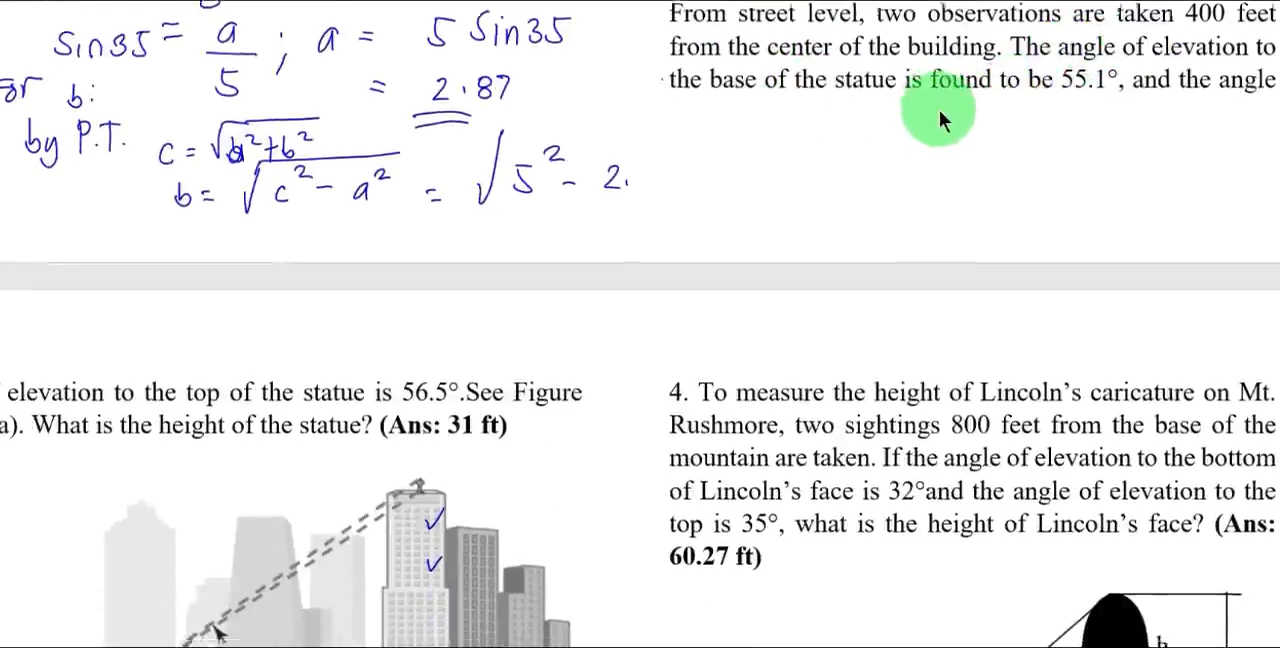 Sin35 = a/5 ; a = 5 Sin35
= 2.87
for b:
by P.T. c = √a²+b²
b = √c² - a² = √5² - 2.
From street level, two observations are taken 400 feet
from the center of the building. The angle of elevation to
the base of the statue is found to be 55.1°, and the angle
elevation to the top of the statue is 56.5°.See Figure
a). What is the height of the statue? (Ans: 31 ft)
4. To measure the height of Lincoln’s caricature on Mt.
Rushmore, two sightings 800 feet from the base of the
mountain are taken. If the angle of elevation to the bottom
of Lincoln’s face is 32°and the angle of elevation to the
top is 35°, what is the height of Lincoln’s face? (Ans:
60.27 ft)